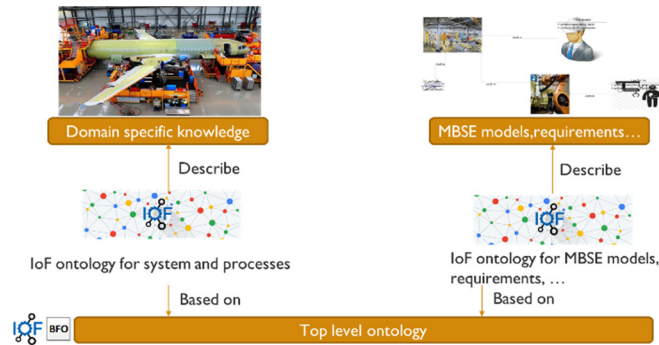 Domain specific knowledge
MBSE models,requirements…
Describe
Describe
IOF
IOF
IoF ontology for system and processes
IoF ontology for MBSE models,
requirements, …
Based on
Based on
IOF BFO
Top level ontology